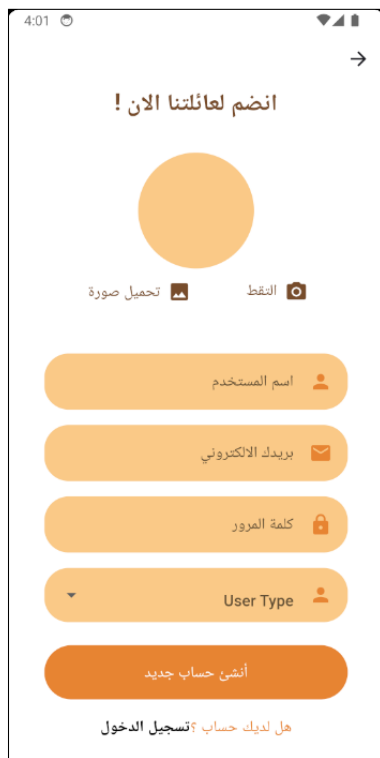 4:01
انضم لعائلتنا الان !
التقط
تحميل صورة
اسم المستخدم
بريدك الالكتروني
كلمة المرور
User Type
أنشئ حساب جديد
هل لديك حساب ؟تسجيل الدخول